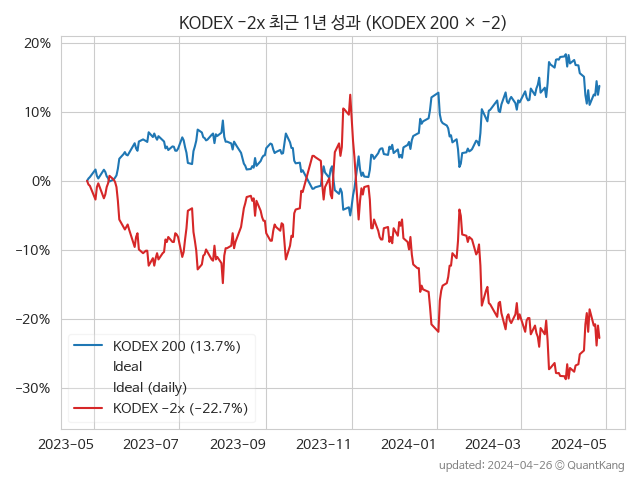 KODEX -2x 최근 1년 성과 (KODEX 200 × -2)
20%
10%
0%
-10%
-20%
-30%
KODEX 200 (13.7%)
Ideal
Ideal (daily)
KODEX -2x (-22.7%)
2023-05 2023-07 2023-09 2023-11 2024-01 2024-03 2024-05
updated: 2024-04-26 © QuantKang